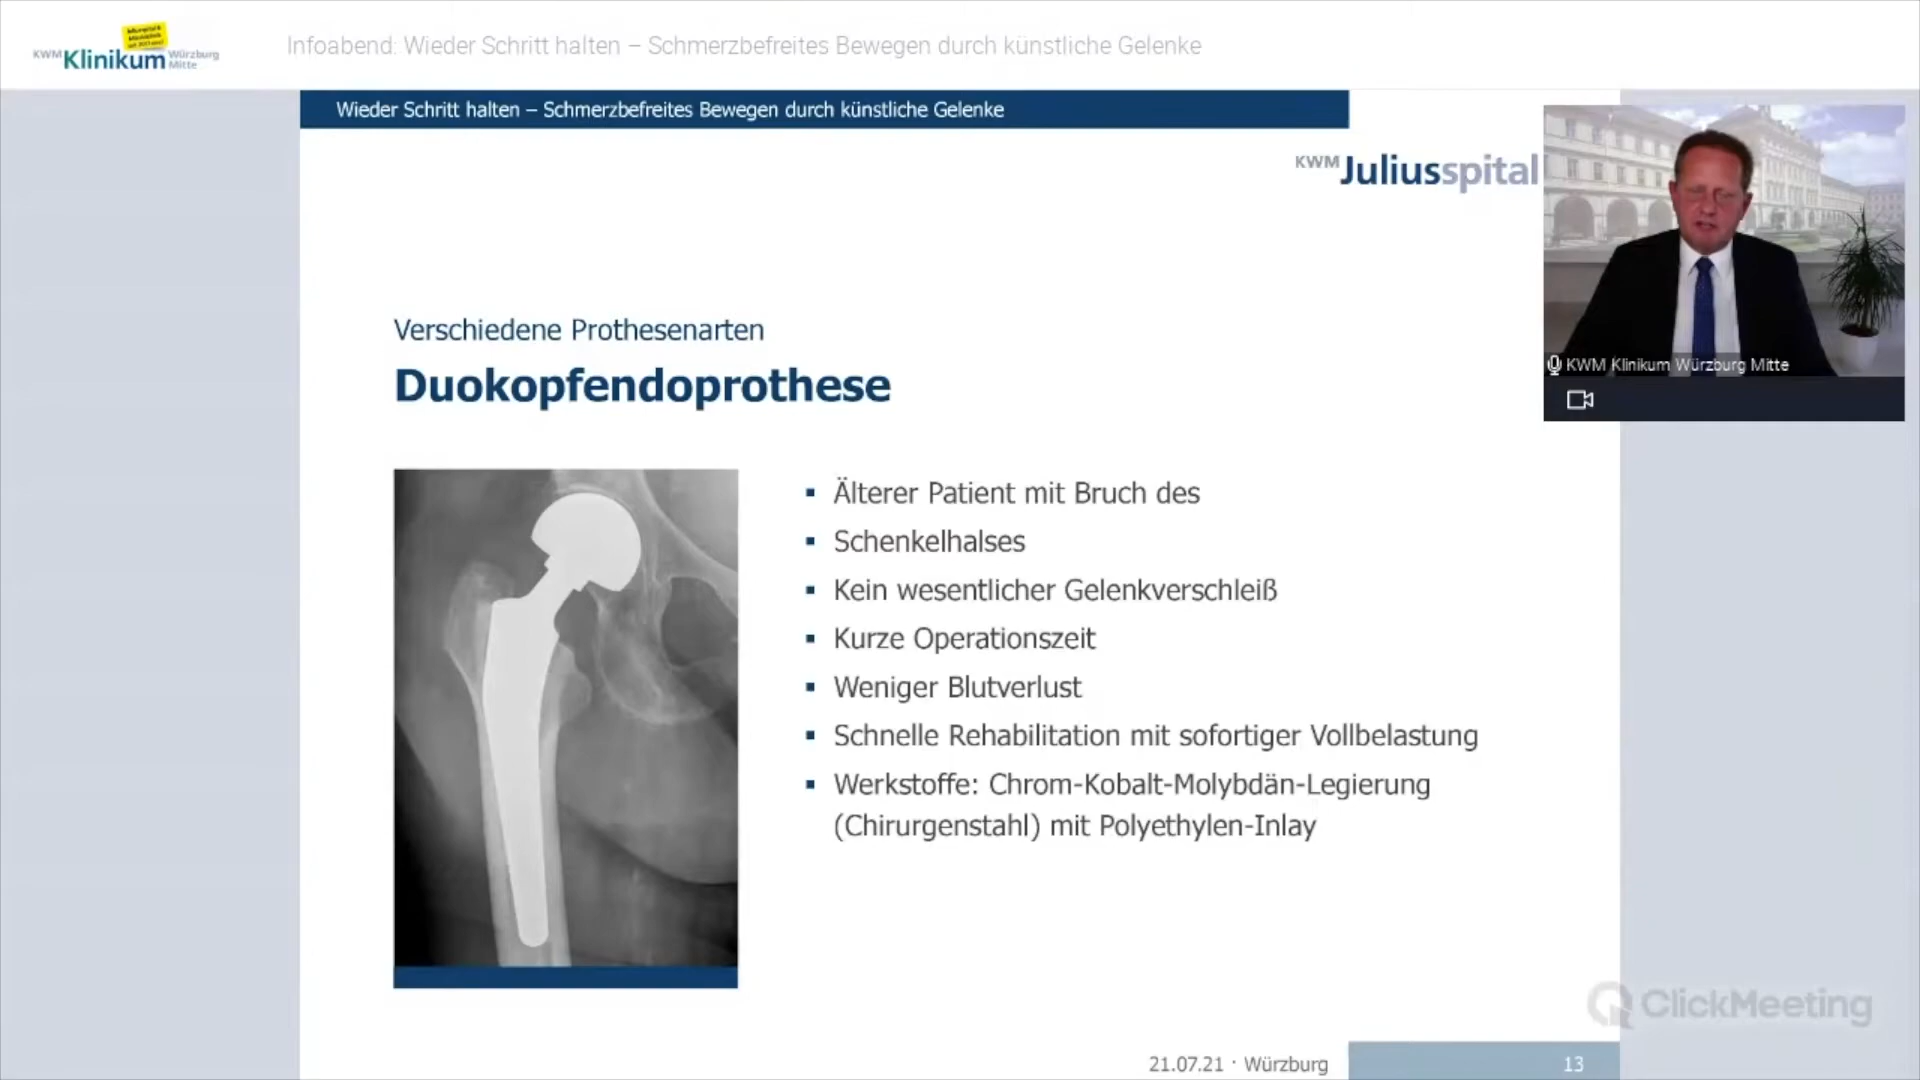 KWM Klinikum Würzburg Mitte
Infoabend: Wieder Schritt halten – Schmerzbefreites Bewegen durch künstliche Gelenke
Wieder Schritt halten – Schmerzbefreites Bewegen durch künstliche Gelenke
KWM Juliusspital
KWM Klinikum Würzburg Mitte
Verschiedene Prothesenarten
Duokopfendoprothese
▪ Älterer Patient mit Bruch des
▪ Schenkelhalses
▪ Kein wesentlicher Gelenkverschleiß
▪ Kurze Operationszeit
▪ Weniger Blutverlust
▪ Schnelle Rehabilitation mit sofortiger Vollbelastung
▪ Werkstoffe: Chrom-Kobalt-Molybdän-Legierung
(Chirurgenstahl) mit Polyethylen-Inlay
ClickMeeting
21.07.21 · Würzburg
13